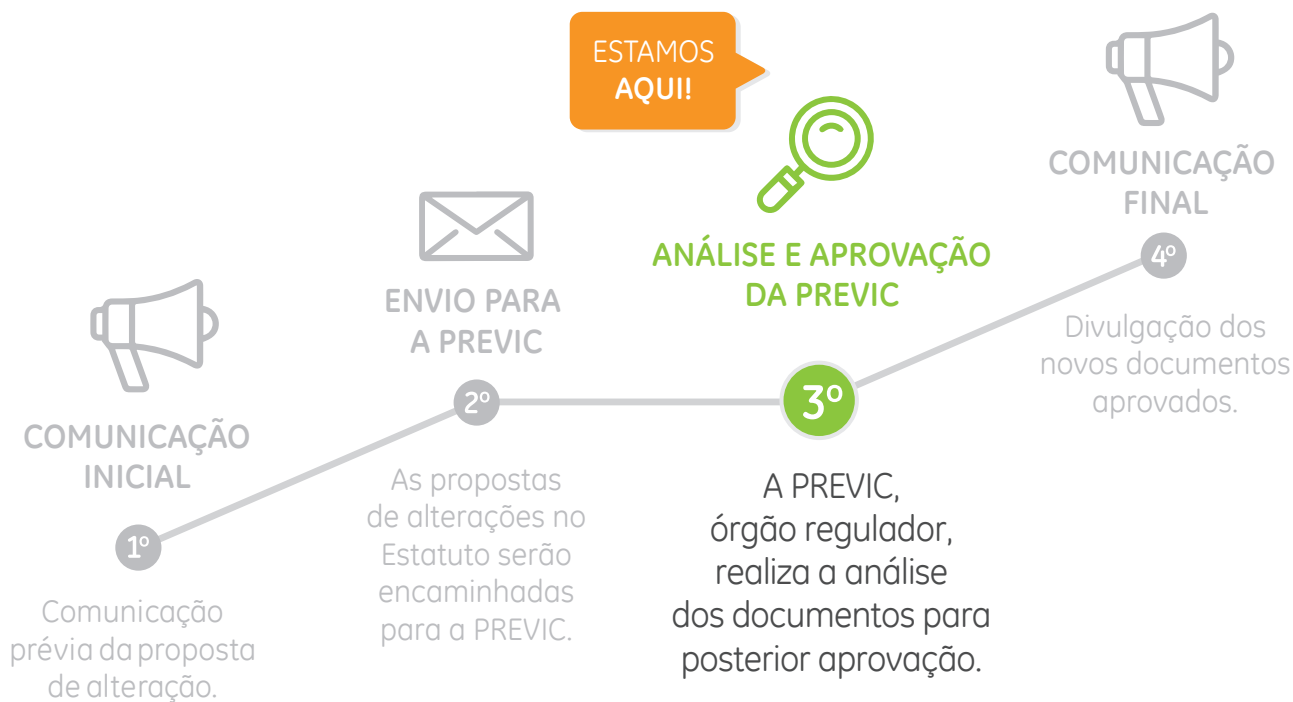 COMUNICAÇÃO
INICIAL
1º
Comunicação
prévia da proposta
de alteração.
ENVIO PARA
A PREVIC
2º
As propostas
de alterações no
Estatuto serão
encaminhadas
para a PREVIC.
ESTAMOS
AQUI!
ANÁLISE E APROVAÇÃO
DA PREVIC
3º
A PREVIC,
órgão regulador,
realiza a análise
dos documentos para
posterior aprovação.
COMUNICAÇÃO
FINAL
4º
Divulgação dos
novos documentos
aprovados.